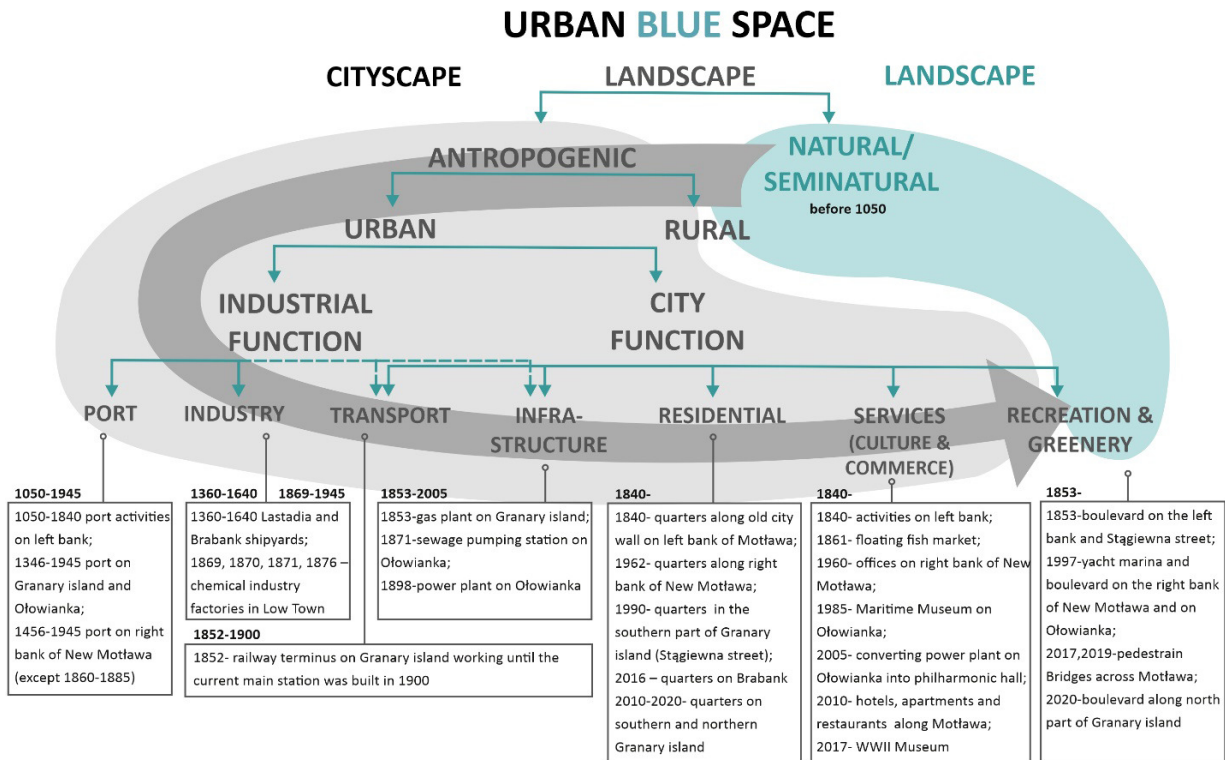 URBAN BLUE SPACE
CITYSCAPE
LANDSCAPE
LANDSCAPE
ANTROPOGENIC
NATURAL/
SEMINATURAL
before 1050
URBAN
RURAL
INDUSTRIAL
FUNCTION
CITY
FUNCTION
PORT
INDUSTRY
TRANSPORT
INFRA-
STRUCTURE
RESIDENTIAL
SERVICES
(CULTURE &
COMMERCE)
RECREATION &
GREENERY
1050-1945
1050-1840 port activities
on left bank;
1346-1945 port on
Granary island and
Ołowianka;
1456-1945 port on right
bank of New Motława
(except 1860-1885)
1360-1640 1869-1945
1360-1640 Lastadia and
Brabank shipyards;
1869, 1870, 1871, 1876 –
chemical industry
factories in Low Town
1852-1900
1852- railway terminus on Granary island working until the
current main station was built in 1900
1853-2005
1853-gas plant on Granary island;
1871-sewage pumping station on
Ołowianka;
1898-power plant on Ołowianka
1840-
1840- quarters along old city
wall on left bank of Motława;
1962- quarters along right
bank of New Motława;
1990- quarters in the
southern part of Granary
island (Stągiewna street);
2016 – quarters on Brabank
2010-2020- quarters on
southern and northern
Granary island
1840-
1840- activities on left bank;
1861- floating fish market;
1960- offices on right bank of New
Motława;
1985- Maritime Museum on
Ołowianka;
2005- converting power plant on
Ołowianka into philharmonic hall;
2010- hotels, apartments and
restaurants along Motława;
2017- WWII Museum
1853-
1853-boulevard on the left
bank and Stągiewna street;
1997-yacht marina and
boulevard on the right bank
of New Motława and on
Ołowianka;
2017,2019-pedestrain
Bridges across Motława;
2020-boulevard along north
part of Granary island